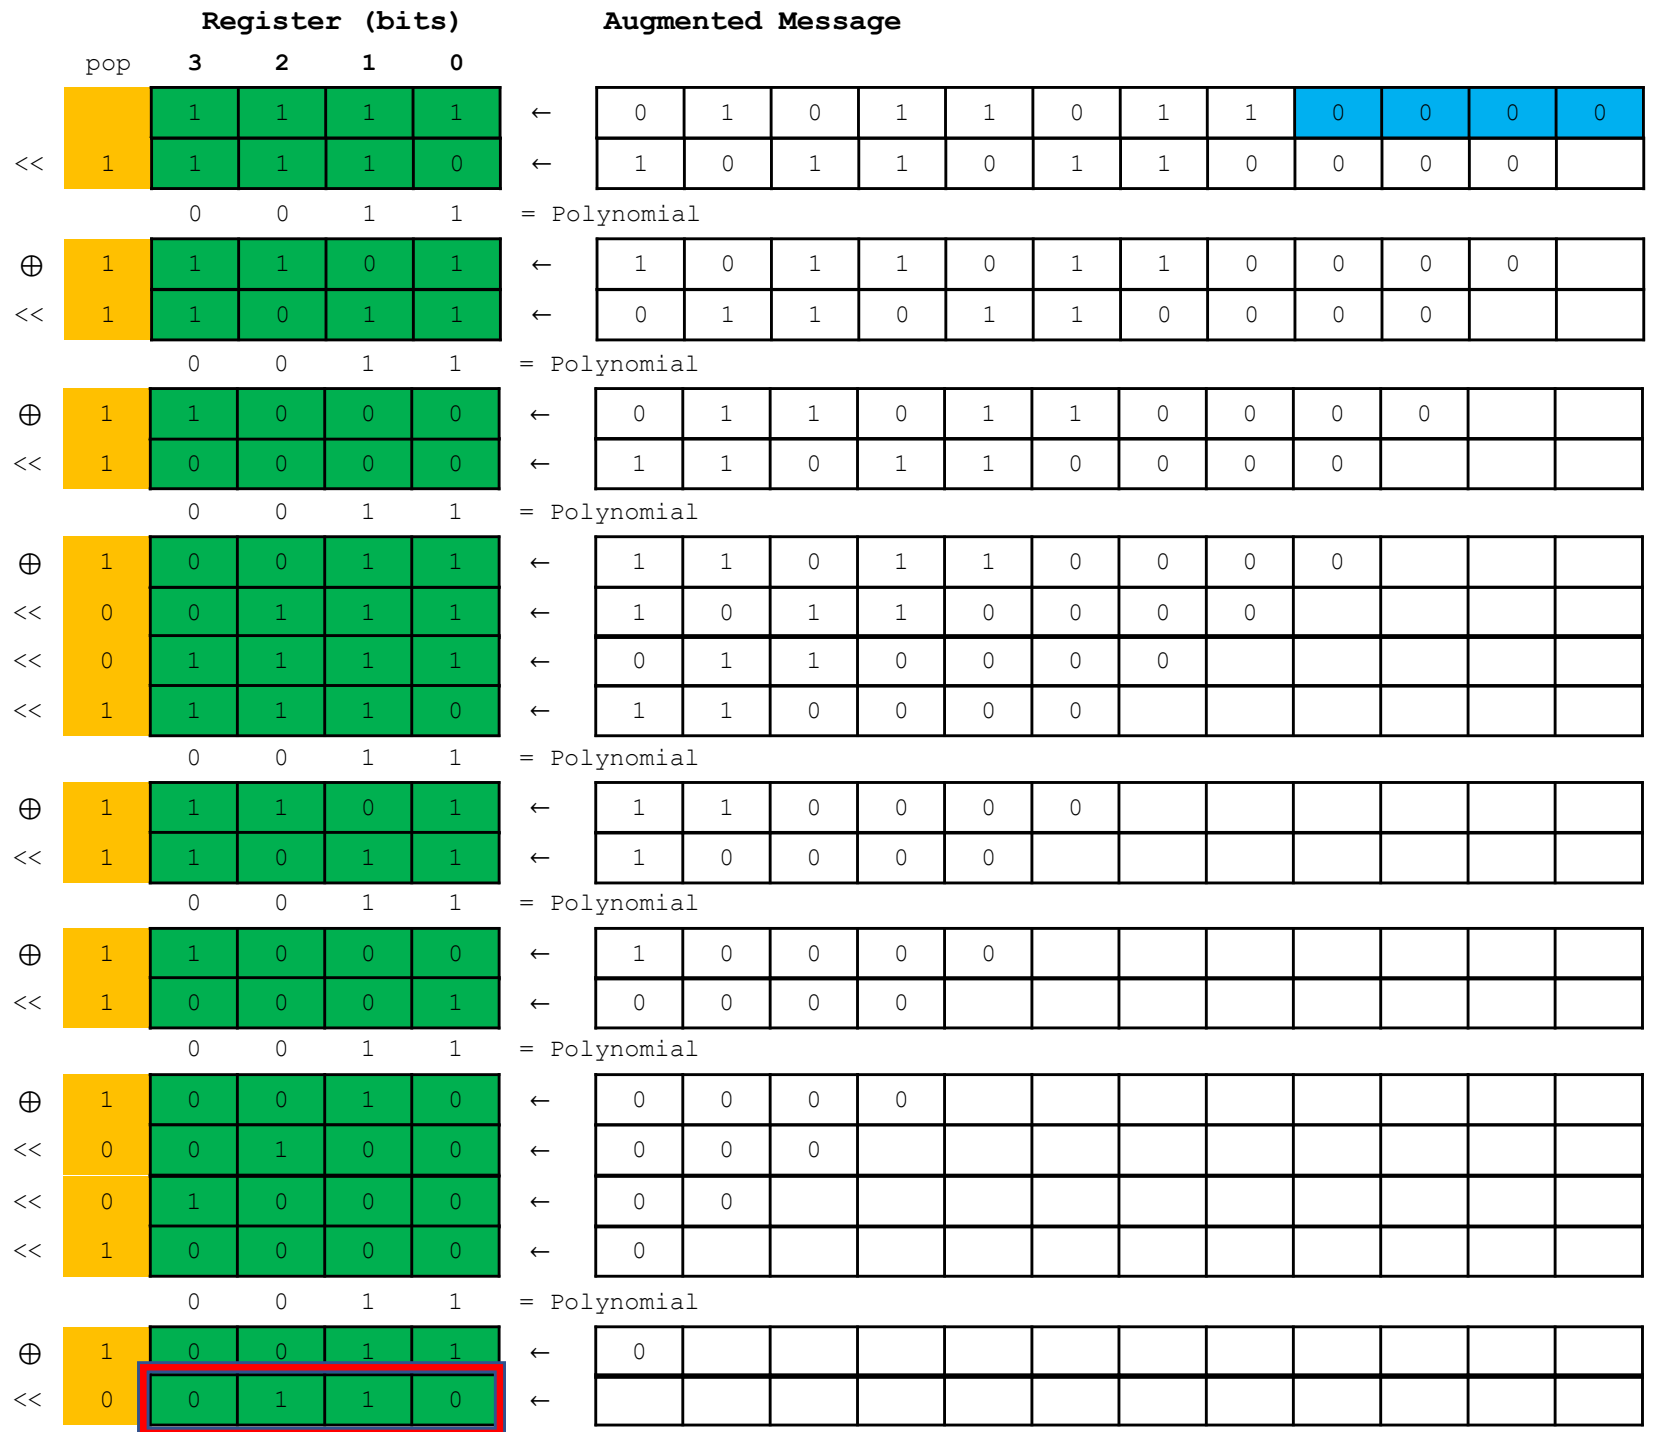 Register (bits) Augmented Message
pop 3 2 1 0
1 1 1 1 ← 0 1 0 1 1 0 1 1 0 0 0 0
<< 1 1 1 1 0 ← 1 0 1 1 0 1 1 0 0 0 0
0 0 1 1 = Polynomial
⊕ 1 1 1 0 1 ← 1 0 1 1 0 1 1 0 0 0 0
<< 1 1 0 1 1 ← 0 1 1 0 1 1 0 0 0 0
0 0 1 1 = Polynomial
⊕ 1 1 0 0 0 ← 0 1 1 0 1 1 0 0 0 0
<< 1 0 0 0 0 ← 1 1 0 1 1 0 0 0 0
0 0 1 1 = Polynomial
⊕ 1 0 0 1 1 ← 1 1 0 1 1 0 0 0 0
<< 0 0 1 1 1 ← 1 0 1 1 0 0 0 0
<< 0 1 1 1 1 ← 0 1 1 0 0 0 0
<< 1 1 1 1 0 ← 1 1 0 0 0 0
0 0 1 1 = Polynomial
⊕ 1 1 1 0 1 ← 1 1 0 0 0 0
<< 1 1 0 1 1 ← 1 0 0 0 0
0 0 1 1 = Polynomial
⊕ 1 1 0 0 0 ← 1 0 0 0 0
<< 1 0 0 0 1 ← 0 0 0 0
0 0 1 1 = Polynomial
⊕ 1 0 0 1 0 ← 0 0 0 0
<< 0 0 1 0 0 ← 0 0 0
<< 0 1 0 0 0 ← 0 0
<< 1 0 0 0 0 ← 0
0 0 1 1 = Polynomial
⊕ 1 0 0 1 1 ← 0
<< 0 0 1 1 0 ←